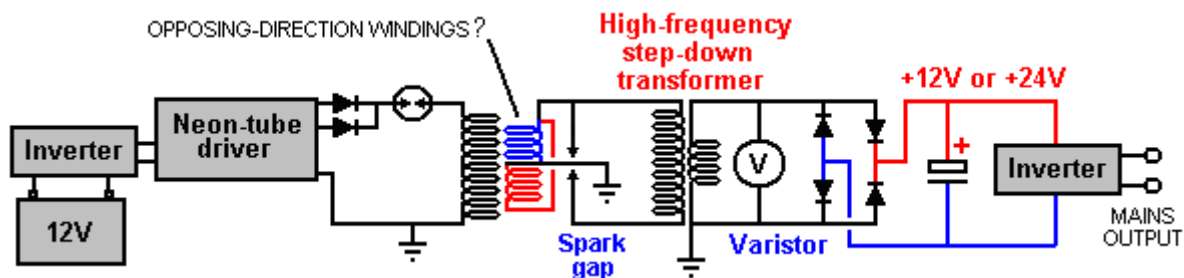 OPPOSING-DIRECTION WINDINGS ?
High-frequency
step-down
transformer
+12V or +24V
Neon-tube
driver
Inverter
12V
V
+
Inverter
MAINS
OUTPUT
Spark
gap
Varistor